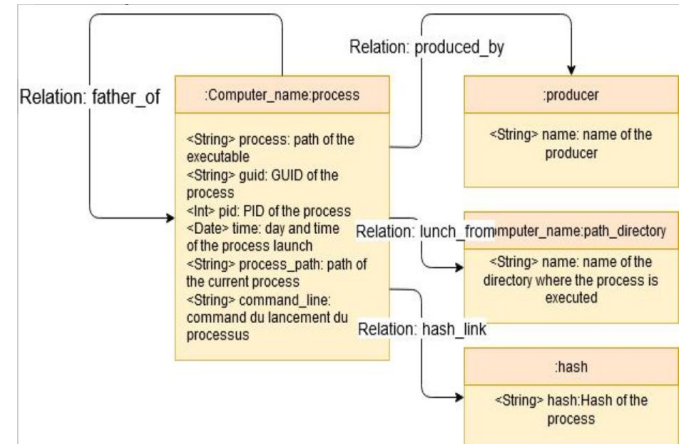 Relation: produced_by
Relation: father_of
:Computer_name:process
<String> process: path of the
executable
<String> guid: GUID of the
process
<Int> pid: PID of the process
<Date> time: day and time
of the process launch
<String> process_path: path of
the current process
<String> command_line:
command du lancement du
processus
:producer
<String> name: name of the
producer
Relation: lunch_from
omputer_name:path_directory
<String> name: name of the
directory where the process is
executed
Relation: hash_link
:hash
<String> hash:Hash of the
process